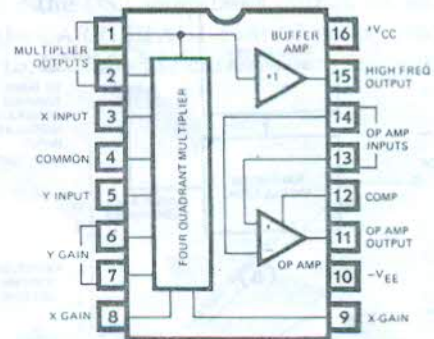 MULTIPLIER
OUTPUTS
1
2
X INPUT
3
COMMON
4
Y INPUT
5
Y GAIN
6
7
X GAIN
8
FOUR QUADRANT MULTIPLIER
BUFFER
AMP
+1
OP AMP
16
+VCC
15
HIGH FREQ
OUTPUT
14
13
OP AMP
INPUTS
12
COMP
11
OP AMP
OUTPUT
10
-VEE
9
X-GAIN